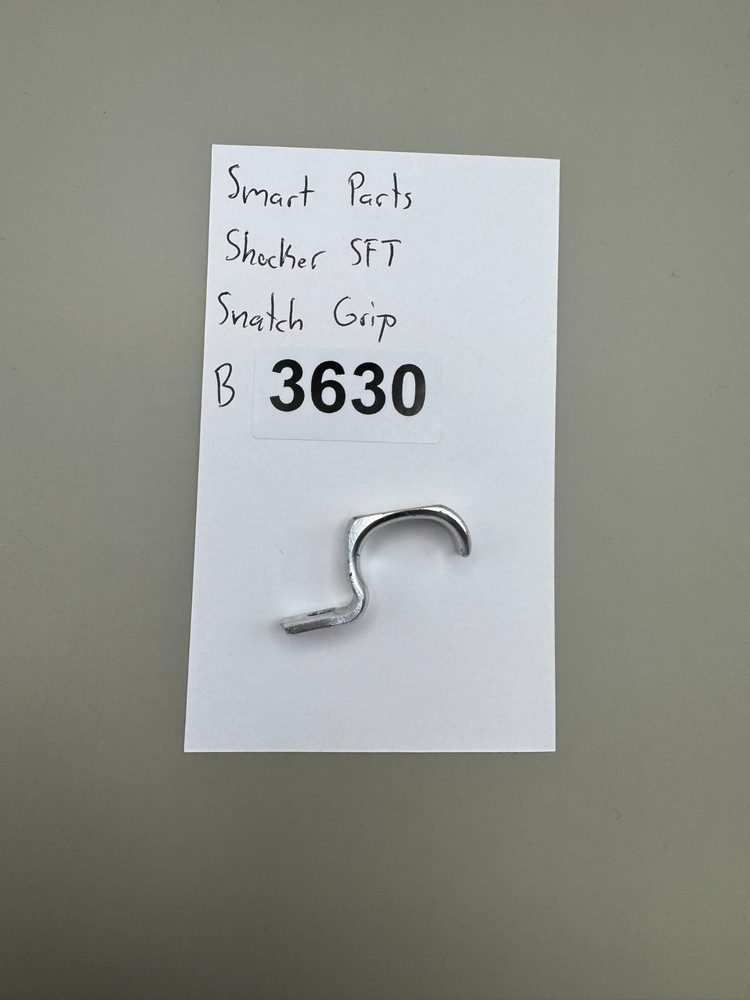 Smart Parts
Shocker SFT
Snatch Grip
B 3630